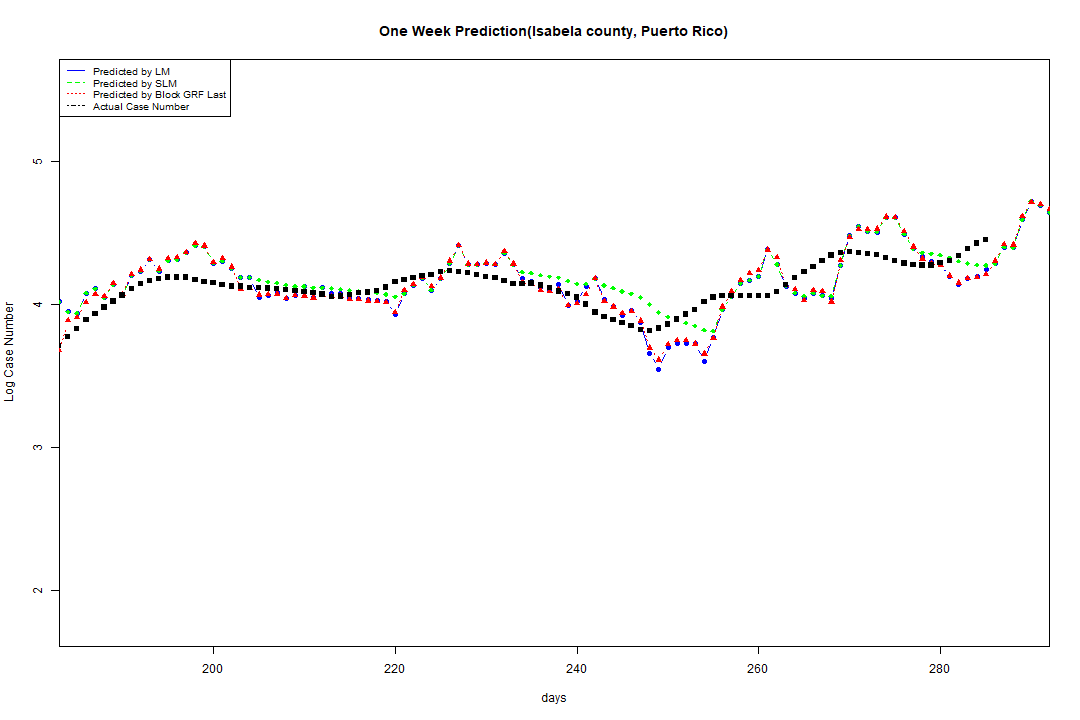 One Week Prediction(Isabela county, Puerto Rico)
Predicted by LM
Predicted by SLM
Predicted by Block GRF Last
Actual Case Number
5
4
3
2
Log Case Number
200 220 240 260 280
days